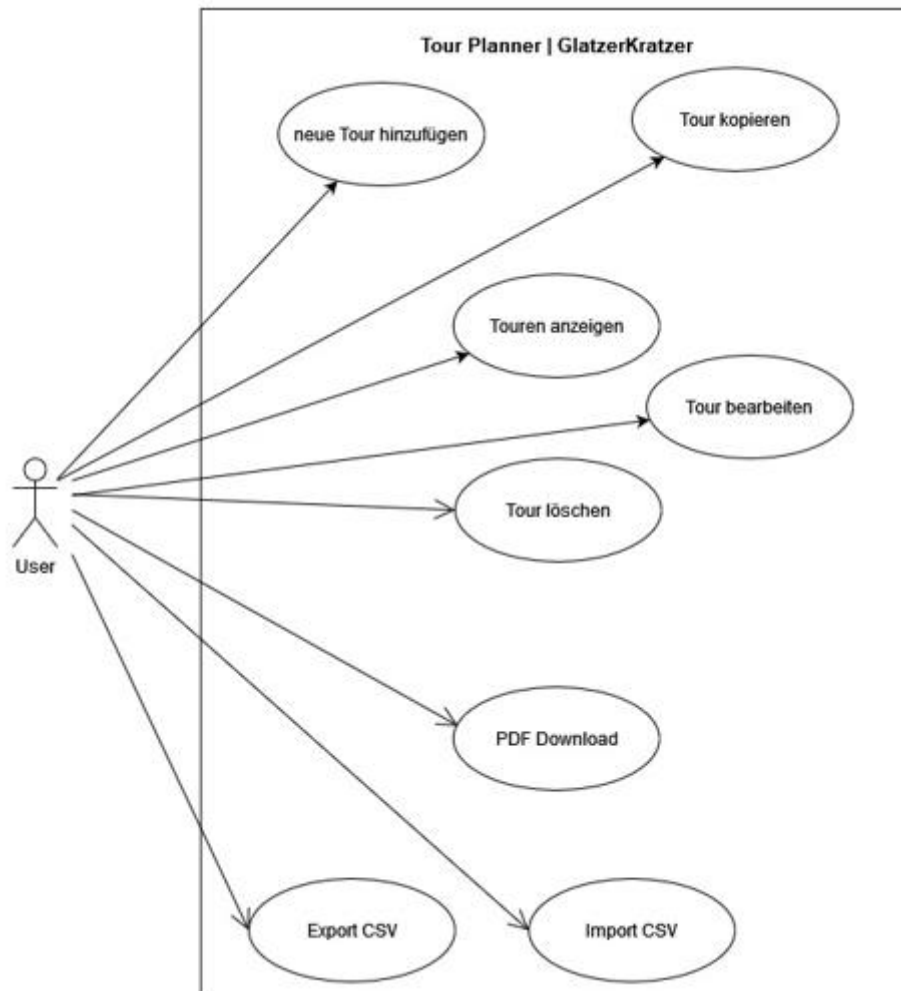 Tour Planner | GlatzerKratzer
neue Tour hinzufügen
Tour kopieren
Touren anzeigen
Tour bearbeiten
Tour löschen
User
PDF Download
Export CSV
Import CSV